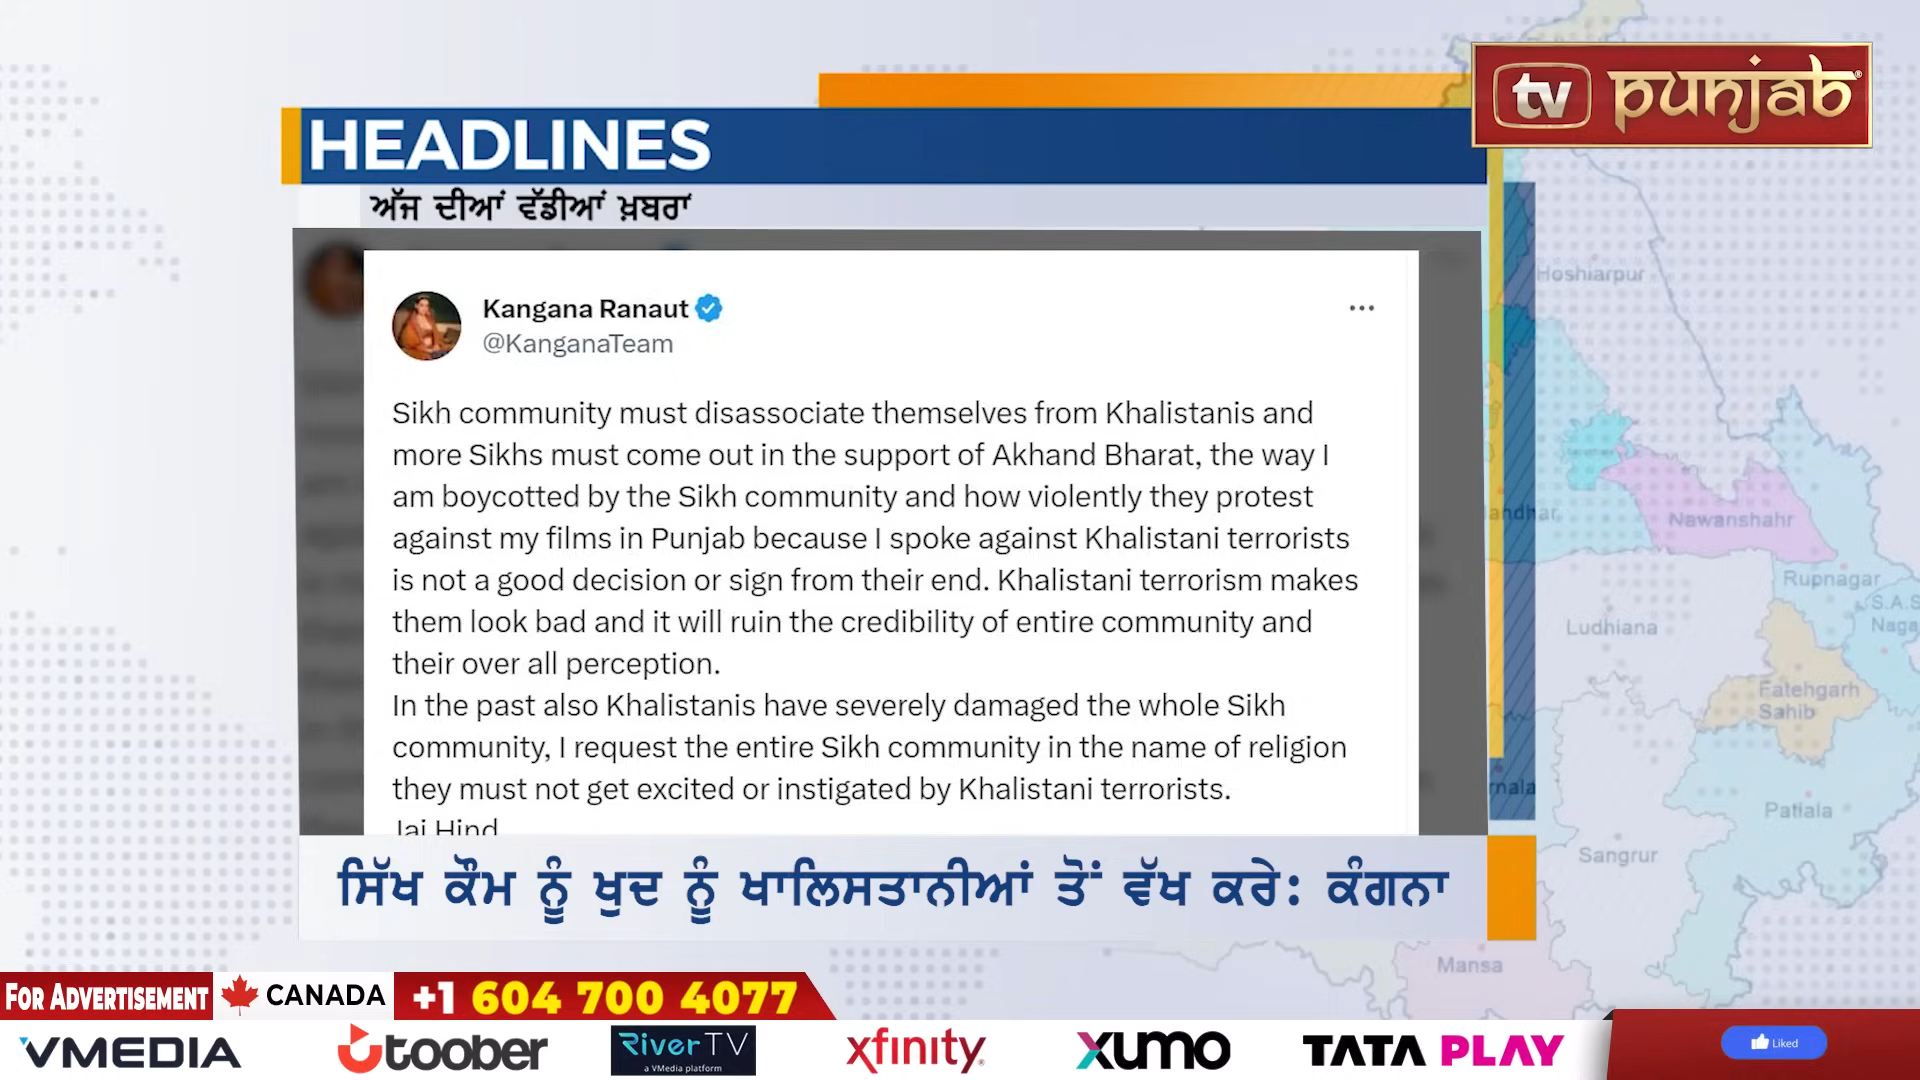 tv punjab
HEADLINES
ਅੱਜ ਦੀਆਂ ਵੱਡੀਆਂ ਖ਼ਬਰਾਂ
Kangana Ranaut
@KanganaTeam
Sikh community must disassociate themselves from Khalistanis and
more Sikhs must come out in the support of Akhand Bharat, the way I
am boycotted by the Sikh community and how violently they protest
against my films in Punjab because I spoke against Khalistani terrorists
is not a good decision or sign from their end. Khalistani terrorism makes
them look bad and it will ruin the credibility of entire community and
their over all perception.
In the past also Khalistanis have severely damaged the whole Sikh
community, I request the entire Sikh community in the name of religion
they must not get excited or instigated by Khalistani terrorists.
Jai Hind
ਸਿੱਖ ਕੌਮ ਨੂੰ ਖੁਦ ਨੂੰ ਖਾਲਿਸਤਾਨੀਆਂ ਤੋਂ ਵੱਖ ਕਰੇ: ਕੰਗਨਾ
Hoshiarpur
Nawanshahr
Rupnagar
Ludhiana
Fatehgarh
Sahib
Patiala
Sangrur
Mansa
FOR ADVERTISEMENT CANADA +1 604 700 4077
VMEDIA toober RiverTV xfinity XUMO TATA PLAY Liked
a VMedia platform